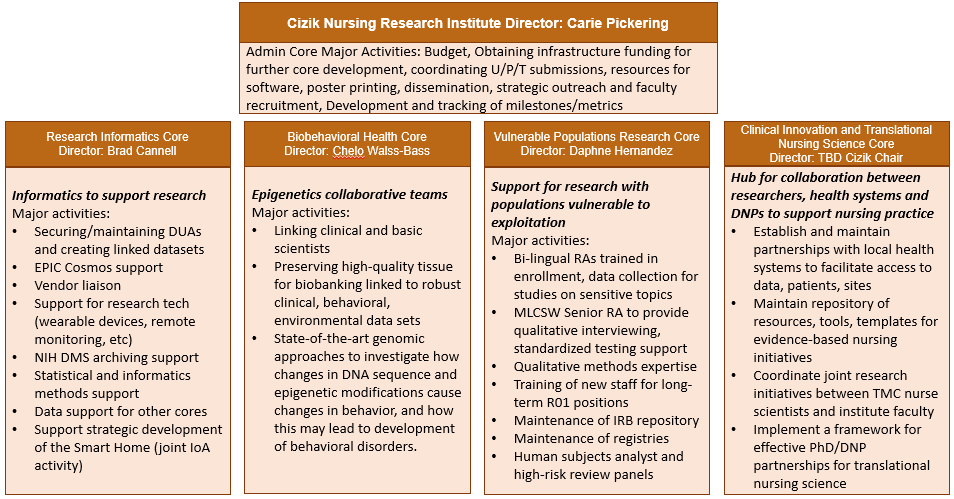 Cizik Nursing Research Institute Director: Carie Pickering
Admin Core Major Activities: Budget, Obtaining infrastructure funding for
further core development, coordinating U/P/T submissions, resources for
software, poster printing, dissemination, strategic outreach and faculty
recruitment, Development and tracking of milestones/metrics
Research Informatics Core
Director: Brad Cannell
Informatics to support research
Major activities:
• Securing/maintaining DUAs
and creating linked datasets
• EPIC Cosmos support
• Vendor liaison
• Support for research tech
(wearable devices, remote
monitoring, etc)
• NIH DMS archiving support
• Statistical and informatics
methods support
• Data support for other cores
• Support strategic development
of the Smart Home (joint IoA
activity)
Biobehavioral Health Core
Director: Chelo Walss-Bass
Epigenetics collaborative teams
Major activities:
• Linking clinical and basic
scientists
• Preserving high-quality tissue
for biobanking linked to robust
clinical, behavioral,
environmental data sets
• State-of-the-art genomic
approaches to investigate how
changes in DNA sequence and
epigenetic modifications cause
changes in behavior, and how
this may lead to development
of behavioral disorders.
Vulnerable Populations Research Core
Director: Daphne Hernandez
Support for research with
populations vulnerable to
exploitation
Major activities:
• Bi-lingual RAs trained in
enrollment, data collection for
studies on sensitive topics
• MLCSW Senior RA to provide
qualitative interviewing,
standardized testing support
• Qualitative methods expertise
• Training of new staff for long-
term R01 positions
• Maintenance of IRB repository
• Maintenance of registries
• Human subjects analyst and
high-risk review panels
Clinical Innovation and Translational
Nursing Science Core
Director: TBD Cizik Chair
Hub for collaboration between
researchers, health systems and
DNPs to support nursing practice
• Establish and maintain
partnerships with local health
systems to facilitate access to
data, patients, sites
• Maintain repository of
resources, tools, templates for
evidence-based nursing
initiatives
• Coordinate joint research
initiatives between TMC nurse
scientists and institute faculty
• Implement a framework for
effective PhD/DNP
partnerships for translational
nursing science